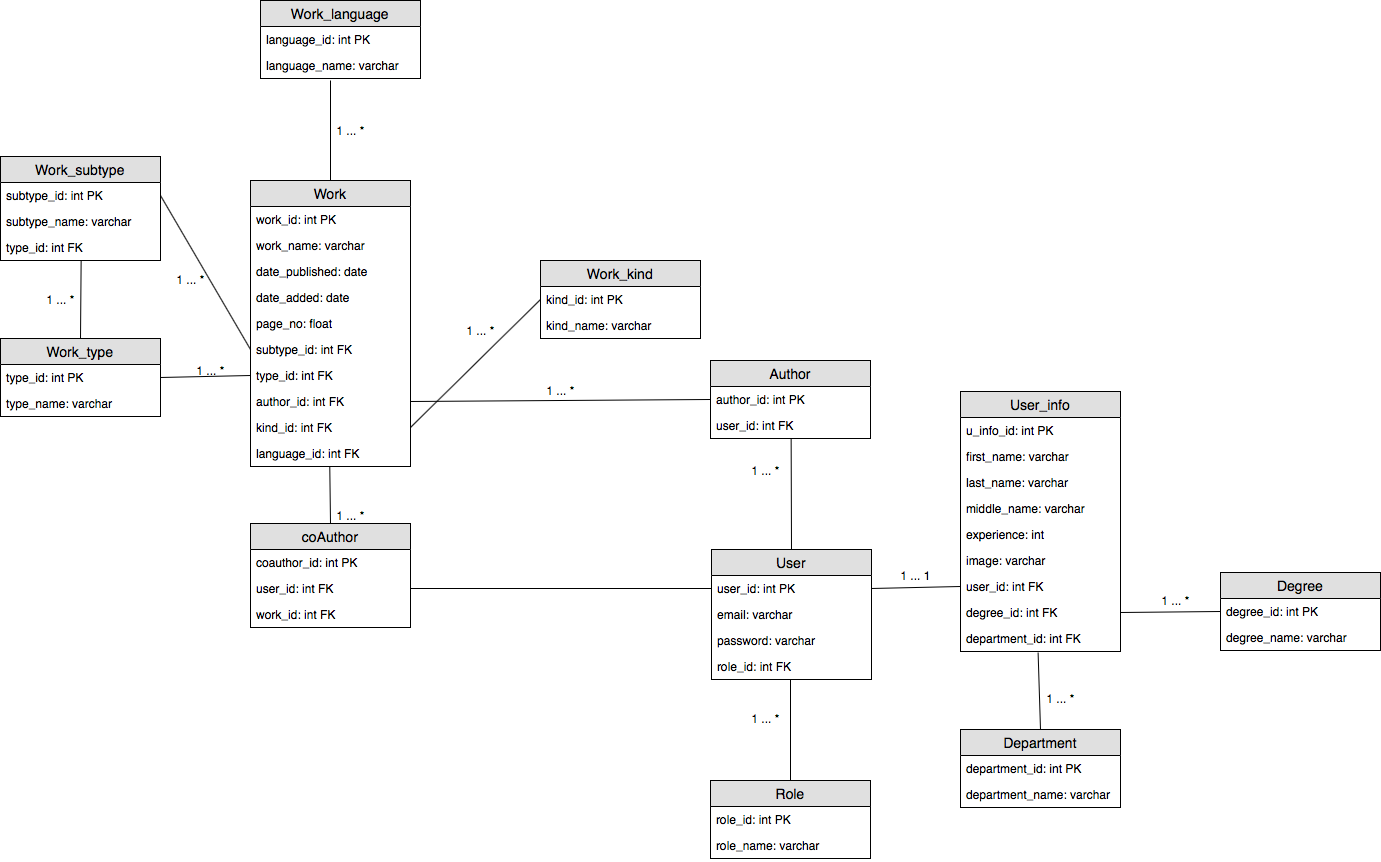 Work_language
language_id: int PK
language_name: varchar
1 ... *
Work_subtype
subtype_id: int PK
subtype_name: varchar
type_id: int FK
1 ... *
1 ... *
Work_type
type_id: int PK
type_name: varchar
1 ... *
Work
work_id: int PK
work_name: varchar
date_published: date
date_added: date
page_no: float
subtype_id: int FK
type_id: int FK
author_id: int FK
kind_id: int FK
language_id: int FK
1 ... *
Work_kind
kind_id: int PK
kind_name: varchar
1 ... *
1 ... *
Author
author_id: int PK
user_id: int FK
1 ... *
coAuthor
coauthor_id: int PK
user_id: int FK
work_id: int FK
User
user_id: int PK
email: varchar
password: varchar
role_id: int FK
1 ... 1
1 ... *
Role
role_id: int PK
role_name: varchar
User_info
u_info_id: int PK
first_name: varchar
last_name: varchar
middle_name: varchar
experience: int
image: varchar
user_id: int FK
degree_id: int FK
department_id: int FK
1 ... *
Degree
degree_id: int PK
degree_name: varchar
1 ... *
Department
department_id: int PK
department_name: varchar